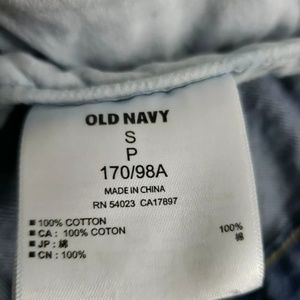 OLD NAVY
S
P
170/98A
MADE IN CHINA
RN 54023 CA17897
■ 100% COTTON
■ CA : 100% COTON
■ JP : 綿
■ CN : 100%
100%
棉